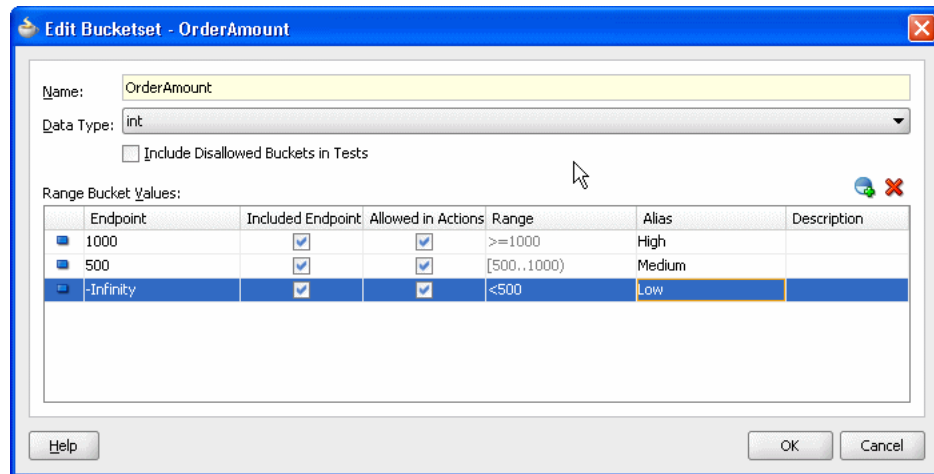 Edit Bucketset - OrderAmount
Name: OrderAmount
Data Type: int
Include Disallowed Buckets in Tests
Range Bucket Values:
Endpoint Included Endpoint Allowed in Actions Range Alias Description
1000 >=1000 High
500 [500..1000) Medium
-Infinity <500 Low
Help OK Cancel